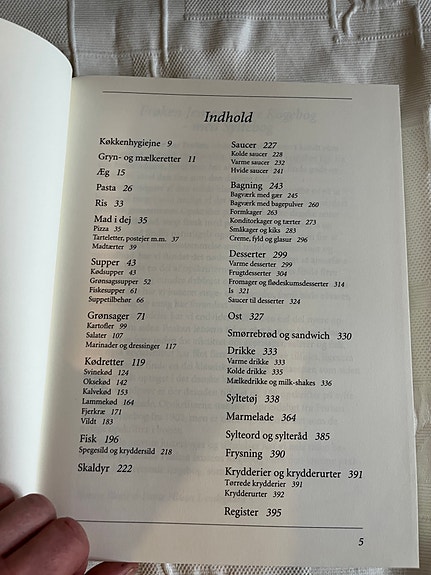 Indhold
Køkkenhygiejne 9
Gryn- og mælkeretter 11
Æg 15
Pasta 26
Ris 33
Mad i dej 35
Pizza 35
Tarteletter, postejer m.m. 37
Madtærter 39
Supper 43
Kødsupper 43
Grønsagssupper 52
Fiskesupper 61
Suppetilbehør 66
Grønsager 71
Kartofler 99
Salater 107
Marinader og dressinger 117
Kødretter 119
Svinekød 124
Oksekød 142
Kalvekød 153
Lammekød 164
Fjerkræ 171
Vildt 183
Fisk 196
Spegesild og kryddersild 218
Skaldyr 222
Saucer 227
Kolde saucer 228
Varme saucer 232
Hvide saucer 241
Bagning 243
Bagværk med gær 245
Bagværk med bagepulver 260
Formkager 263
Konditorkager og tærter 273
Småkager og kiks 283
Creme, fyld og glasur 296
Desserter 299
Varme desserter 299
Frugtdesserter 304
Fromager og flødeskumsdesserter 314
Is 321
Saucer til desserter 324
Ost 327
Smørrebrød og sandwich 330
Drikke 333
Varme drikke 333
Kolde drikke 335
Mælkedrikke og milk-shakes 336
Syltetøj 338
Marmelade 364
Sylteord og sylteråd 385
Frysning 390
Krydderier og krydderurter 391
Tørrede krydderier 391
Krydderurter 392
Register 395
5